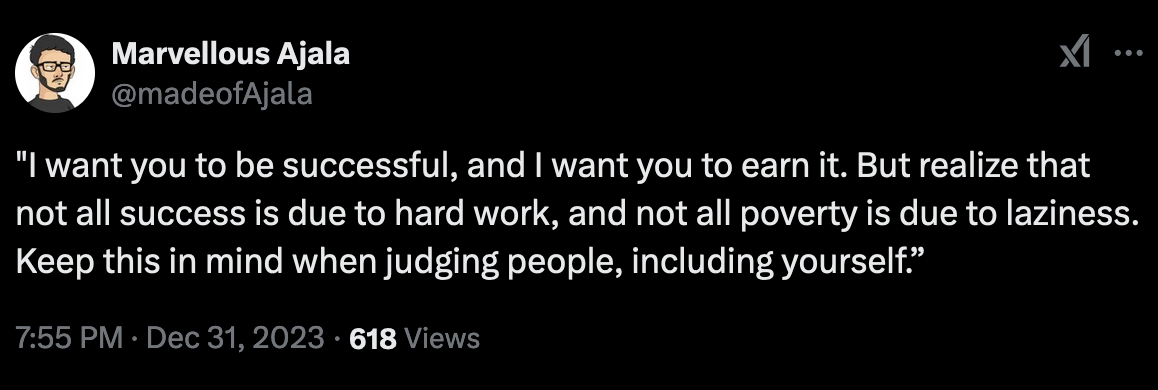 Marvellous Ajala
@madeofAjala
"I want you to be successful, and I want you to earn it. But realize that
not all success is due to hard work, and not all poverty is due to laziness.
Keep this in mind when judging people, including yourself.”
7:55 PM · Dec 31, 2023 · 618 Views